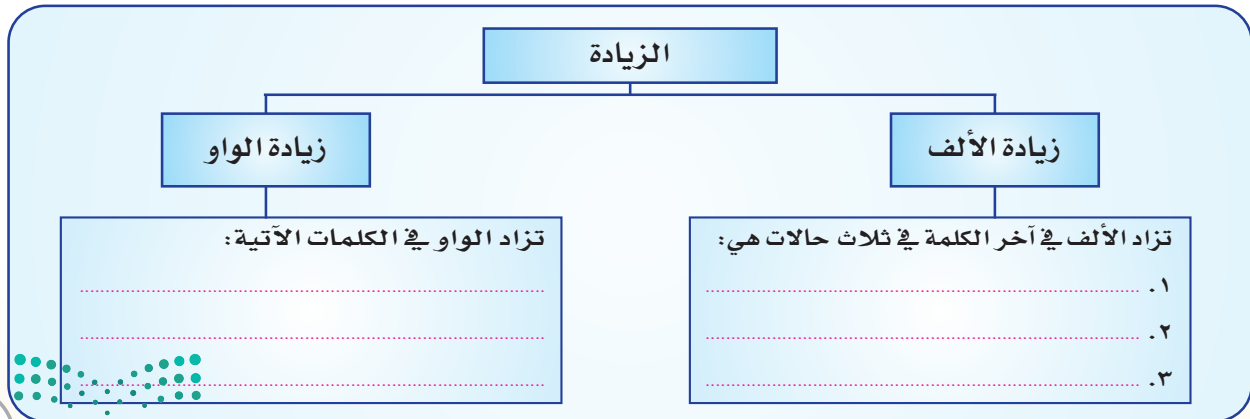 الزيادة
زيادة الألف
زيادة الواو
تزاد الألف في آخر الكلمة في ثلاث حالات هي:
١. ........................................
٢. ........................................
٣. ........................................
تزاد الواو في الكلمات الآتية:
........................................
........................................
........................................